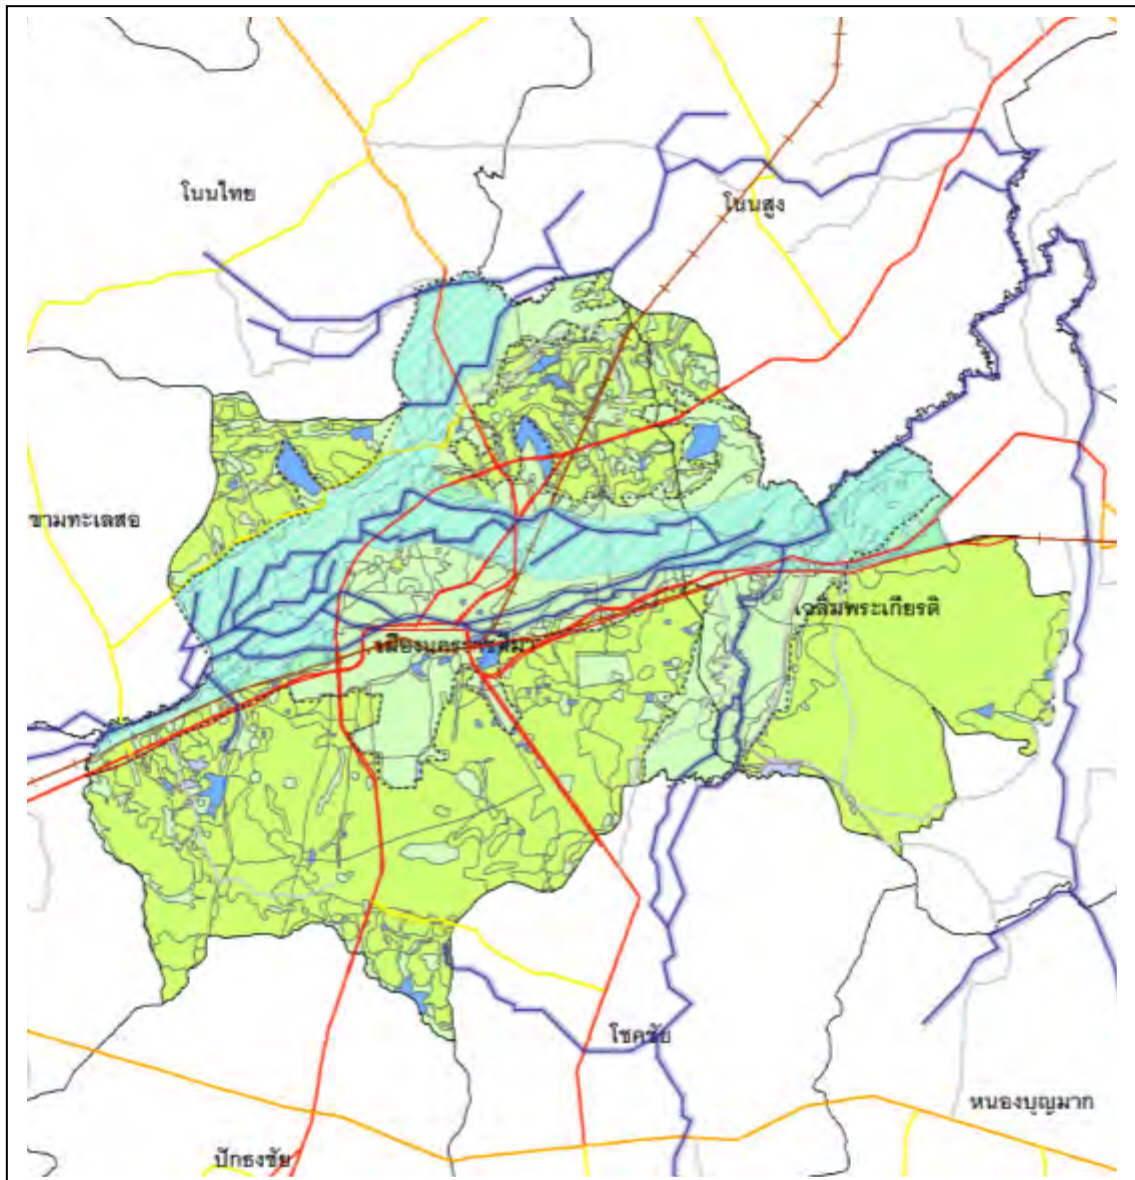 โนนไทย
โนนสูง
ขามทะเลสอ
เฉลิมพระเกียรติ
เมืองนครราชสีมา
โชคชัย
หนองบุญมาก
ปักธงชัย